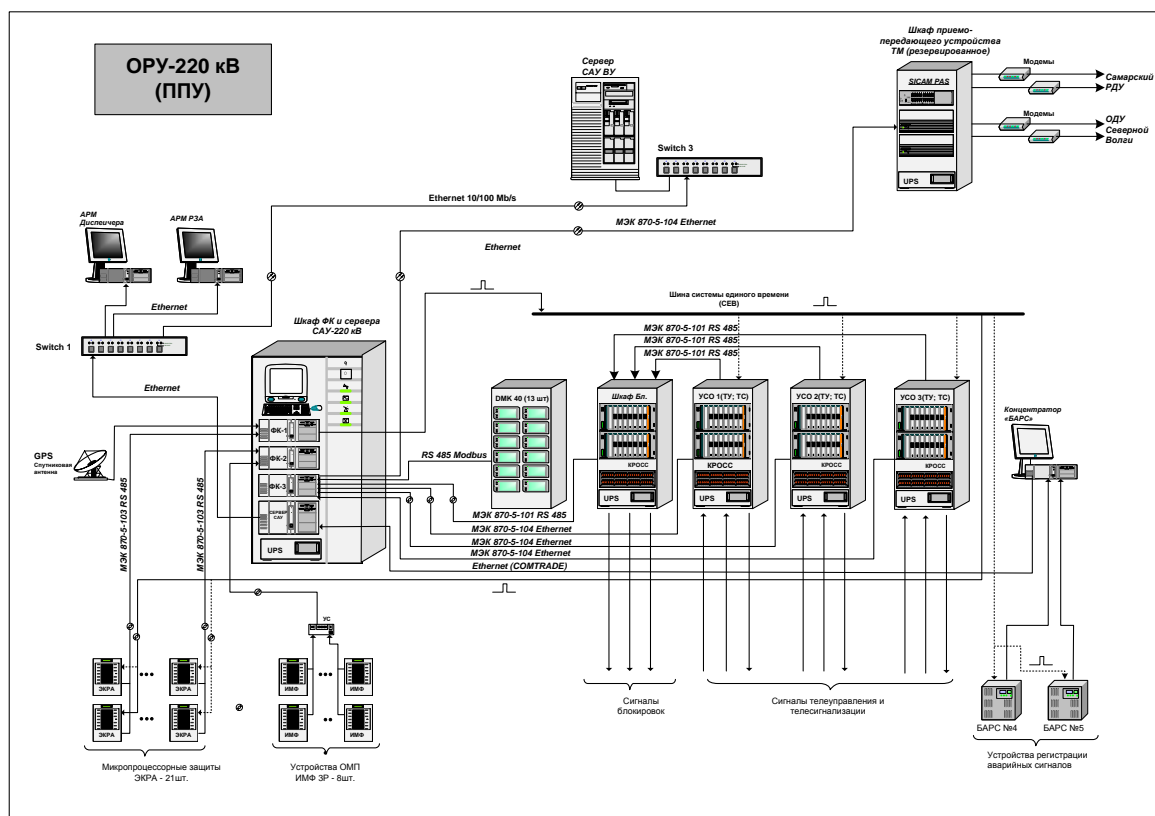 ОРУ-220 кВ
(ППУ)
Сервер
САУ ВУ
Switch 3
Шкаф приемо-
передающего устройства
ТМ (резервированное)
SICAM PAS
UPS
Модемы
Самарский
РДУ
Модемы
ОДУ
Северной
Волги
Ethernet 10/100 Mb/s
МЭК 870-5-104 Ethernet
Ethernet
АРМ
Диспеичера
АРМ РЗА
Ethernet
Switch 1
Ethernet
Шкаф ФК и сервера
САУ-220 кВ
ФК-1
ФК-2
ФК-3
СЕРВЕР
САУ
UPS
GPS
Спутниковая
антенна
МЭК 870-5-103 RS 485
МЭК 870-5-103 RS 485
Шина системы единого времени
(СЕВ)
МЭК 870-5-101 RS 485
МЭК 870-5-101 RS 485
МЭК 870-5-101 RS 485
DMK 40 (13 шт)
Шкаф Бл.
КРОСС
UPS
УСО 1(ТУ; ТС)
КРОСС
UPS
УСО 2(ТУ; ТС)
КРОСС
UPS
УСО 3(ТУ; ТС)
КРОСС
UPS
Концентратор
«БАРС»
RS 485 Modbus
МЭК 870-5-101 RS 485
МЭК 870-5-104 Ethernet
МЭК 870-5-104 Ethernet
МЭК 870-5-104 Ethernet
Ethernet (COMTRADE)
УС
ЭКРА
ЭКРА
ЭКРА
ЭКРА
ИМФ
ИМФ
ИМФ
ИМФ
Микропроцессорные защиты
ЭКРА - 21шт.
Устройства ОМП
ИМФ 3Р - 8шт.
Сигналы
блокировок
Сигналы телеуправления и
телесигнализации
БАРС №4
БАРС №5
Устройства регистрации
аварийных сигналов